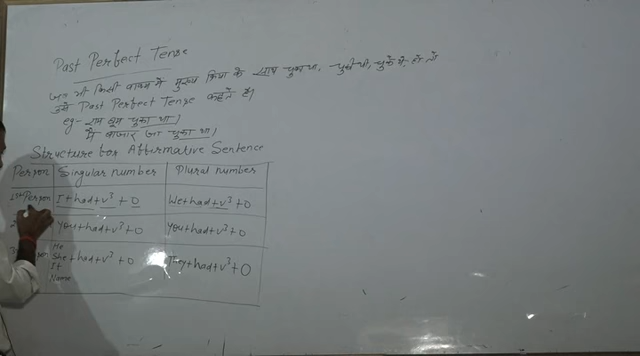 Past Perfect Tense
जब भी किसी वाक्य में मुख्य क्रिया के साथ चुका था, चुकी थी, चुके थे, हो तो
उसे Past Perfect Tense कहते है।
eg- राम घूम चुका था।
मैं बाजार जा चुका था।
Structure for Affirmative Sentence
Person Singular number Plural number
1st Person I+had+v³+O We+had+v³+O
You+had+v³+O You+had+v³+O
He
She+had+v³+O They+had+v³+O
It
Name